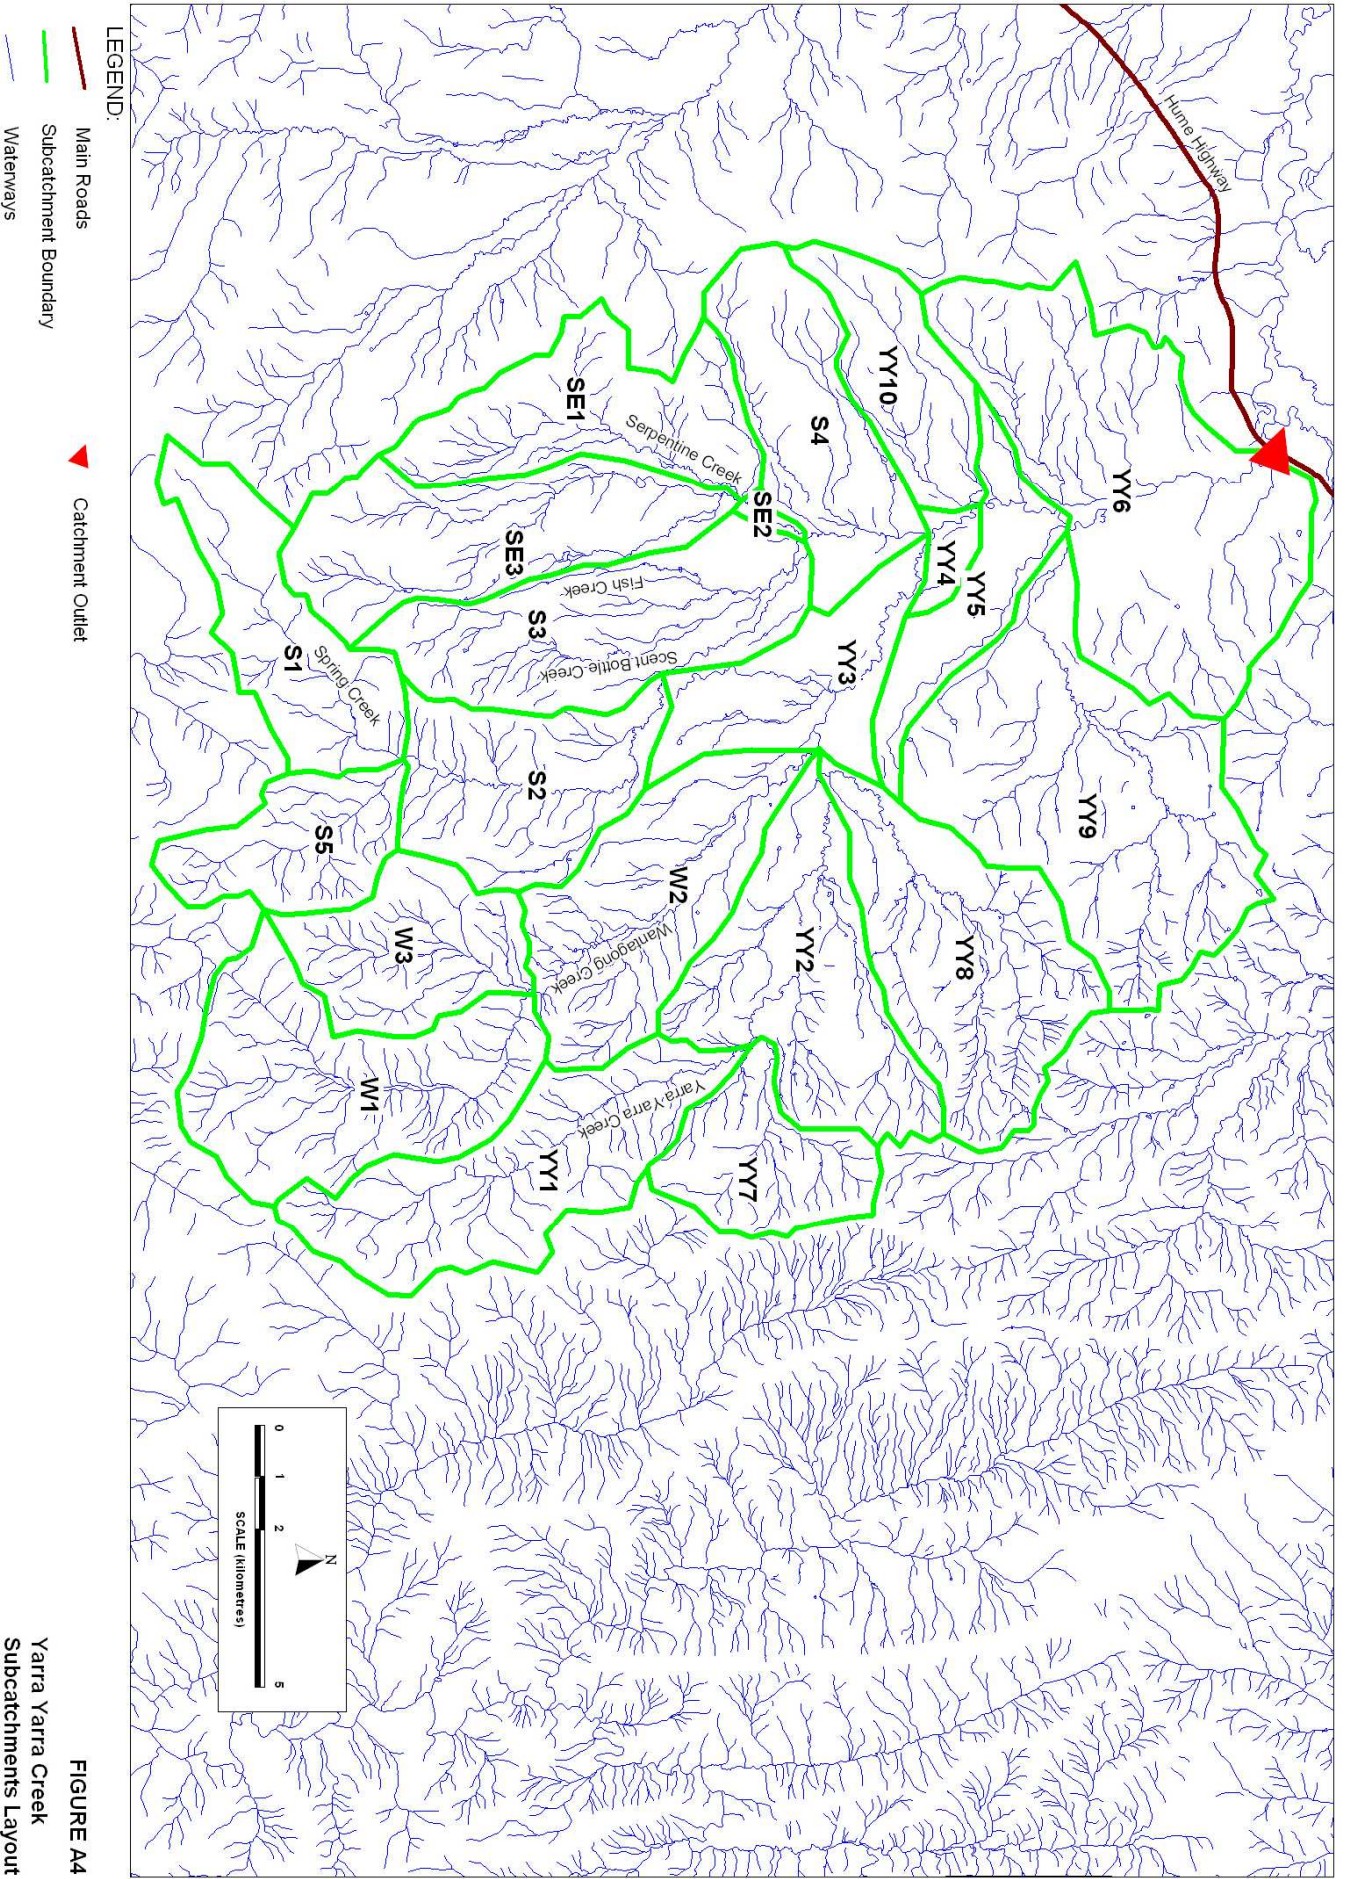 Hume Highway
YY6
YY10
S4
YY5
YY4
SE1
Serpentine Creek
SE2
SE3
Fish Creek
S3
Scent Bottle Creek
YY3
S1
Spring Creek
S2
S5
YY9
W2
Wantagong Creek
YY2
YY8
W3
W1
Yarra Yarra Creek
YY1
YY7
N
0 1 2 5
SCALE (kilometres)
LEGEND:
Main Roads
Subcatchment Boundary
Waterways
Catchment Outlet
FIGURE A4
Yarra Yarra Creek
Subcatchments Layout